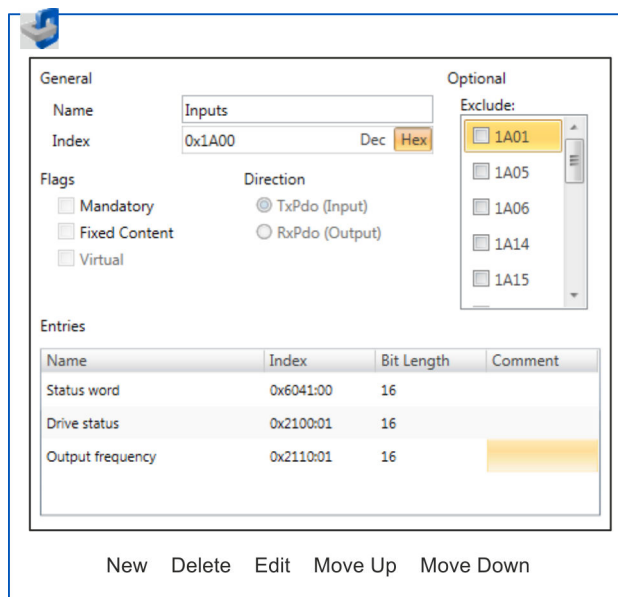 General
Optional
Name Inputs
Exclude:
Index 0x1A00 Dec Hex
1A01
1A05
Flags Direction
Mandatory TxPdo (Input)
1A06
Fixed Content RxPdo (Output)
1A14
Virtual
1A15
Entries
Name Index Bit Length Comment
Status word 0x6041:00 16
Drive status 0x2100:01 16
Output frequency 0x2110:01 16
New Delete Edit Move Up Move Down